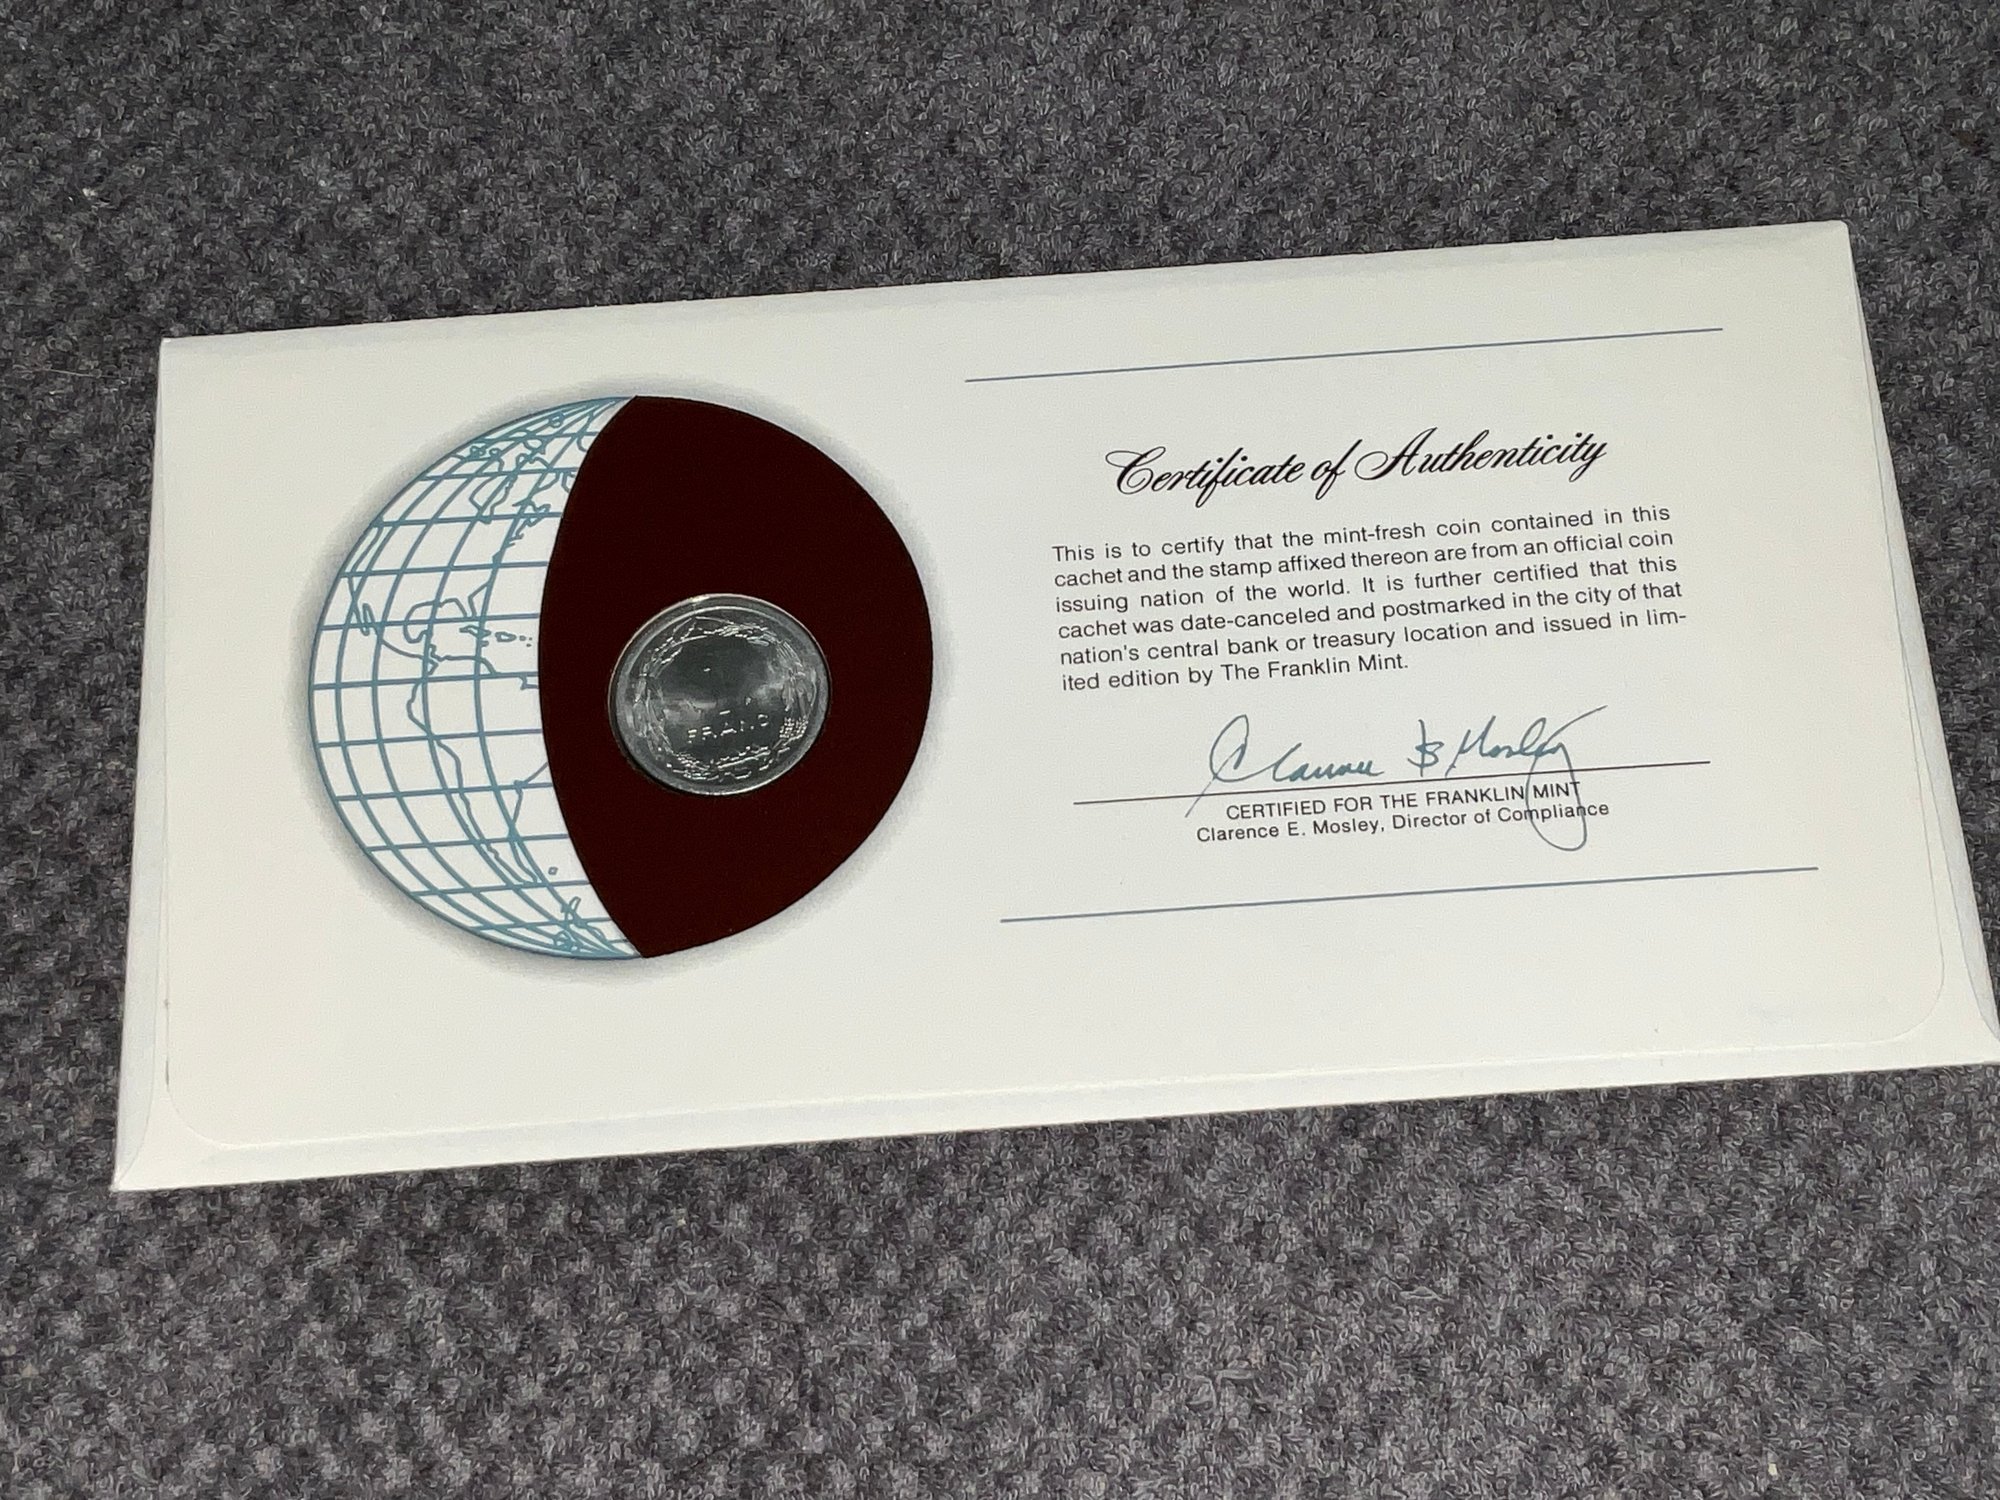 Certificate of Authenticity
This is to certify that the mint-fresh coin contained in this
cachet and the stamp affixed thereon are from an official coin
issuing nation of the world. It is further certified that this
cachet was date-canceled and postmarked in the city of that
nation's central bank or treasury location and issued in lim-
ited edition by The Franklin Mint.
CERTIFIED FOR THE FRANKLIN MINT
Clarence E. Mosley, Director of Compliance
FRANC